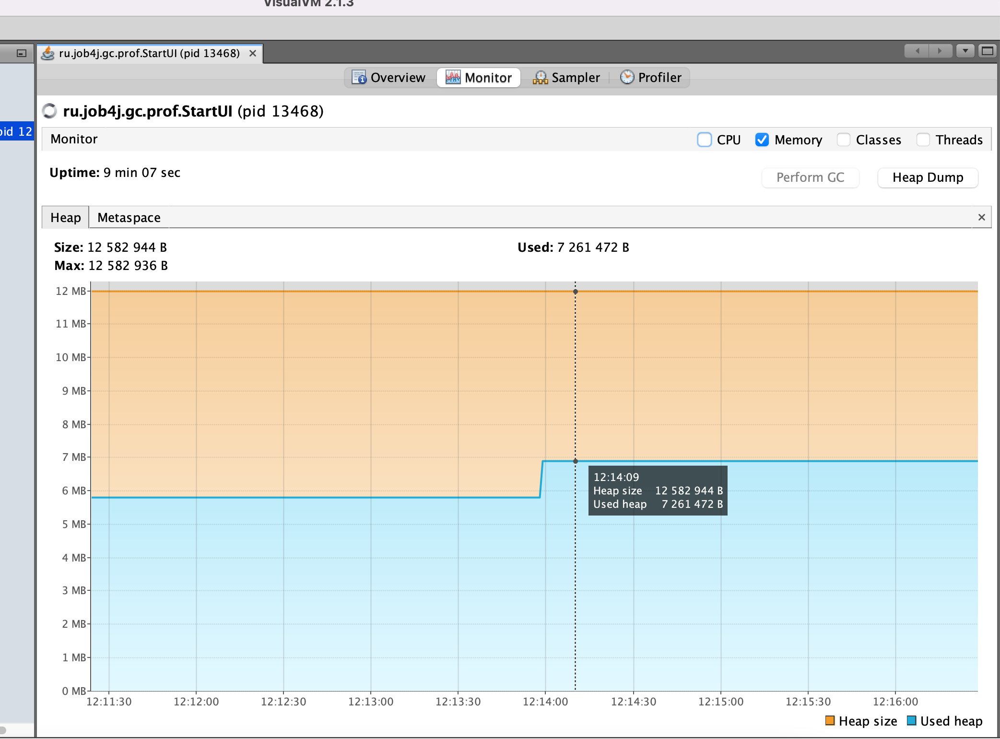 VisualVM 2.1.3
ru.job4j.gc.prof.StartUI (pid 13468)
Overview Monitor Sampler Profiler
ru.job4j.gc.prof.StartUI (pid 13468)
pid 12
Monitor CPU Memory Classes Threads
Uptime: 9 min 07 sec
Perform GC Heap Dump
Heap Metaspace
Size: 12 582 944 B Used: 7 261 472 B
Max: 12 582 936 B
12 MB
11 MB
10 MB
9 MB
8 MB
7 MB
12:14:09
6 MB
Heap size 12 582 944 B
Used heap 7 261 472 B
5 MB
4 MB
3 MB
2 MB
1 MB
0 MB
12:11:30 12:12:00 12:12:30 12:13:00 12:13:30 12:14:00 12:14:30 12:15:00 12:15:30 12:16:00
Heap size Used heap